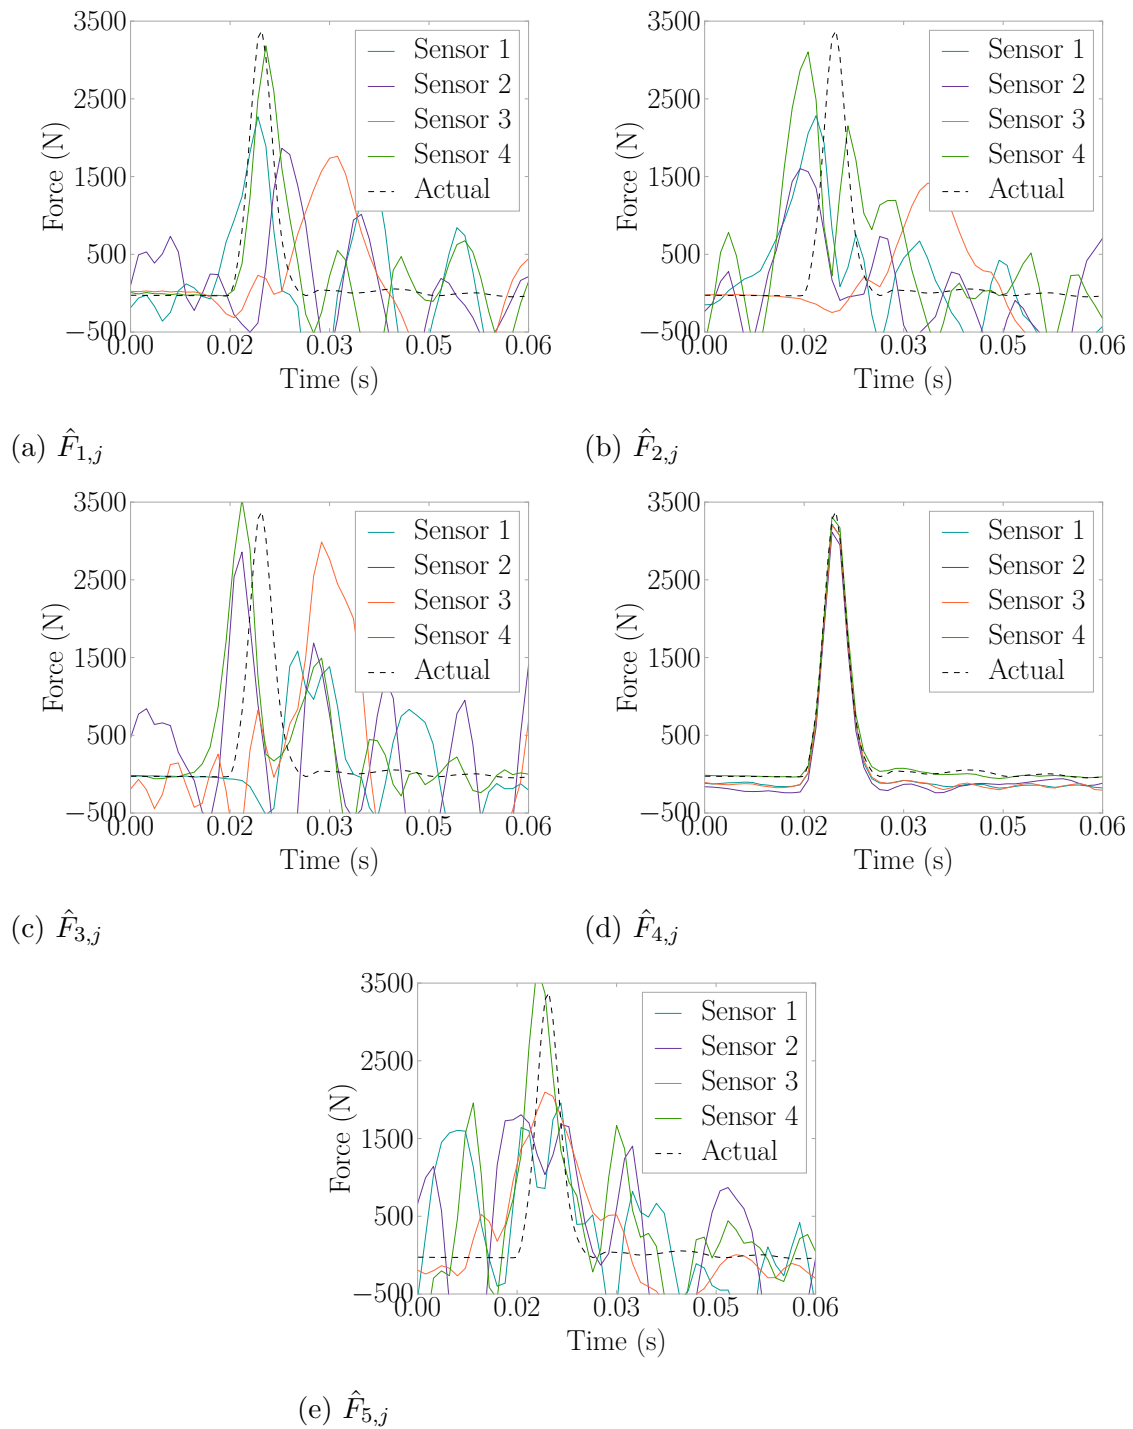 3500
2500
1500
500
−500
0.00 0.02 0.03 0.05 0.06
Force (N)
Time (s)
Sensor 1
Sensor 2
Sensor 3
Sensor 4
Actual
(a) F̂1,j
3500
2500
1500
500
−500
0.00 0.02 0.03 0.05 0.06
Force (N)
Time (s)
Sensor 1
Sensor 2
Sensor 3
Sensor 4
Actual
(b) F̂2,j
3500
2500
1500
500
−500
0.00 0.02 0.03 0.05 0.06
Force (N)
Time (s)
Sensor 1
Sensor 2
Sensor 3
Sensor 4
Actual
(c) F̂3,j
3500
2500
1500
500
−500
0.00 0.02 0.03 0.05 0.06
Force (N)
Time (s)
Sensor 1
Sensor 2
Sensor 3
Sensor 4
Actual
(d) F̂4,j
3500
2500
1500
500
−500
0.00 0.02 0.03 0.05 0.06
Force (N)
Time (s)
Sensor 1
Sensor 2
Sensor 3
Sensor 4
Actual
(e) F̂5,j